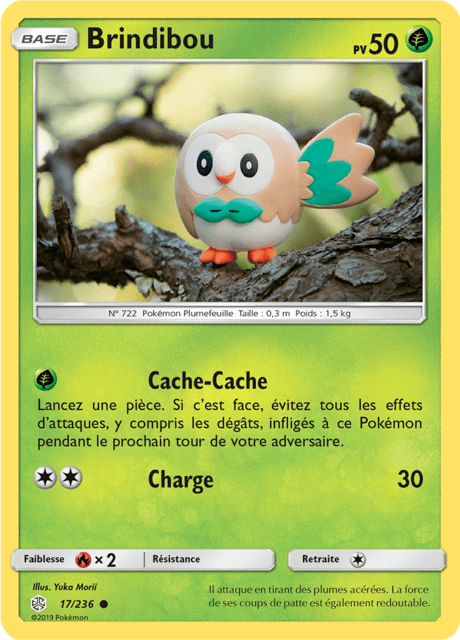 BASE Brindibou PV 50
N° 722 Pokémon Plumefeuille Taille : 0,3 m Poids : 1,5 kg
Cache-Cache
Lancez une pièce. Si c'est face, évitez tous les effets
d'attaques, y compris les dégâts, infligés à ce Pokémon
pendant le prochain tour de votre adversaire.
Charge 30
Faiblesse × 2 Résistance Retraite
Illus. Yuka Morii
17/236
©2019 Pokémon
Il attaque en tirant des plumes acérées. La force
de ses coups de patte est également redoutable.